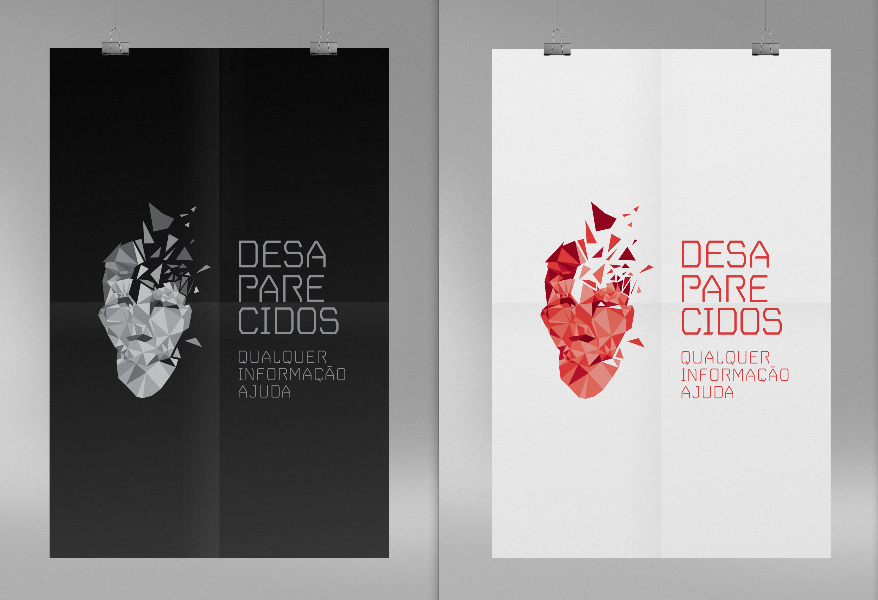 DESA
PARE
CIDOS
QUALQUER
INFORMAÇÃO
AJUDA
DESA
PARE
CIDOS
QUALQUER
INFORMAÇÃO
AJUDA